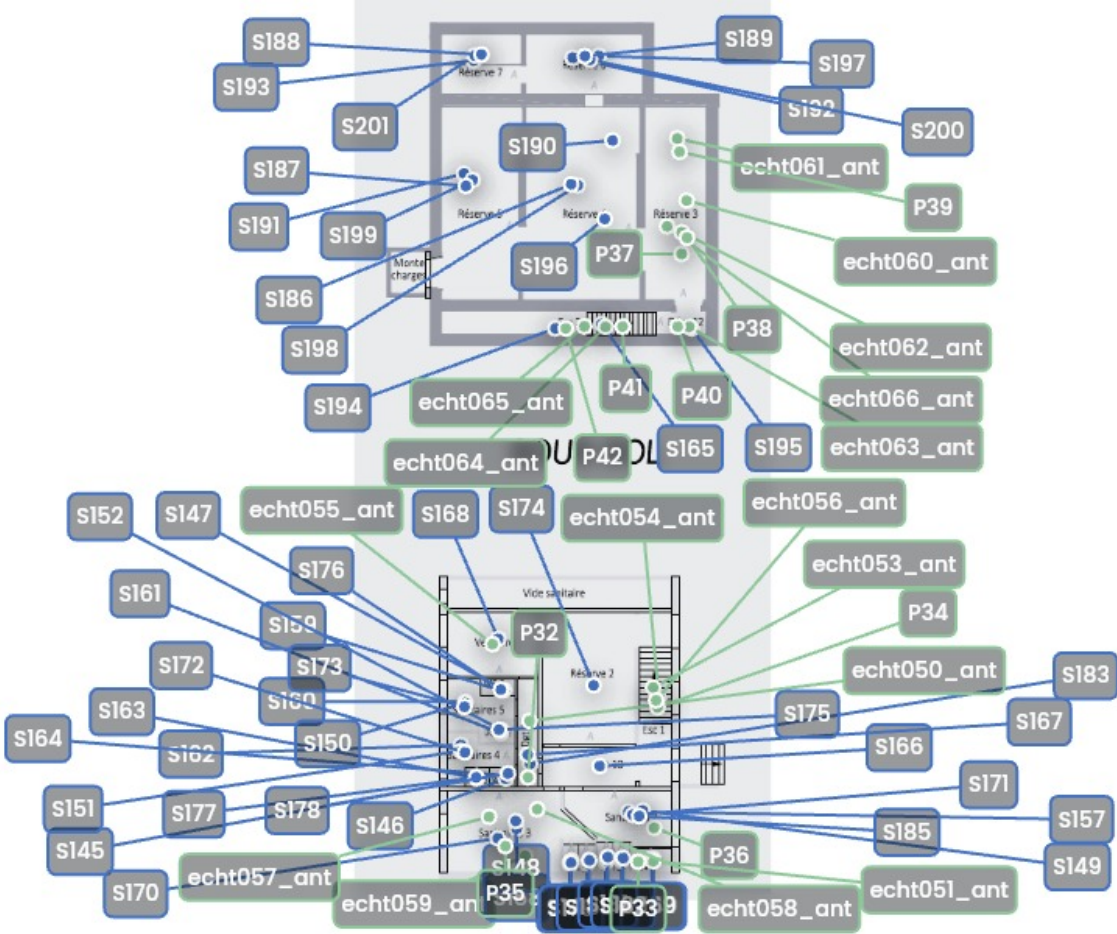 S188
S189
S193
S197
Réserve 7
S201
S192
S200
S190
echt061_ant
S187
P39
S191
S199
Réserve 3
P37
echt060_ant
Monte
charges
S196
S186
P38
S198
echt062_ant
echt065_ant
P41
P40
echt066_ant
S194
echt064_ant
P42
S165
S195
echt063_ant
S152
S147
echt055_ant
S168
S174
echt054_ant
echt056_ant
S176
echt053_ant
S161
Vide sanitaire
S159
P32
P34
S172
S173
Réserve 2
echt050_ant
S183
S163
S160
S175
S167
S164
S162
S150
Esc 1
S166
S151
S177
S178
S146
S171
S157
S145
S185
S170
echt057_ant
S148
P36
S149
echt059_ant
P35
P33
echt058_ant
echt051_ant